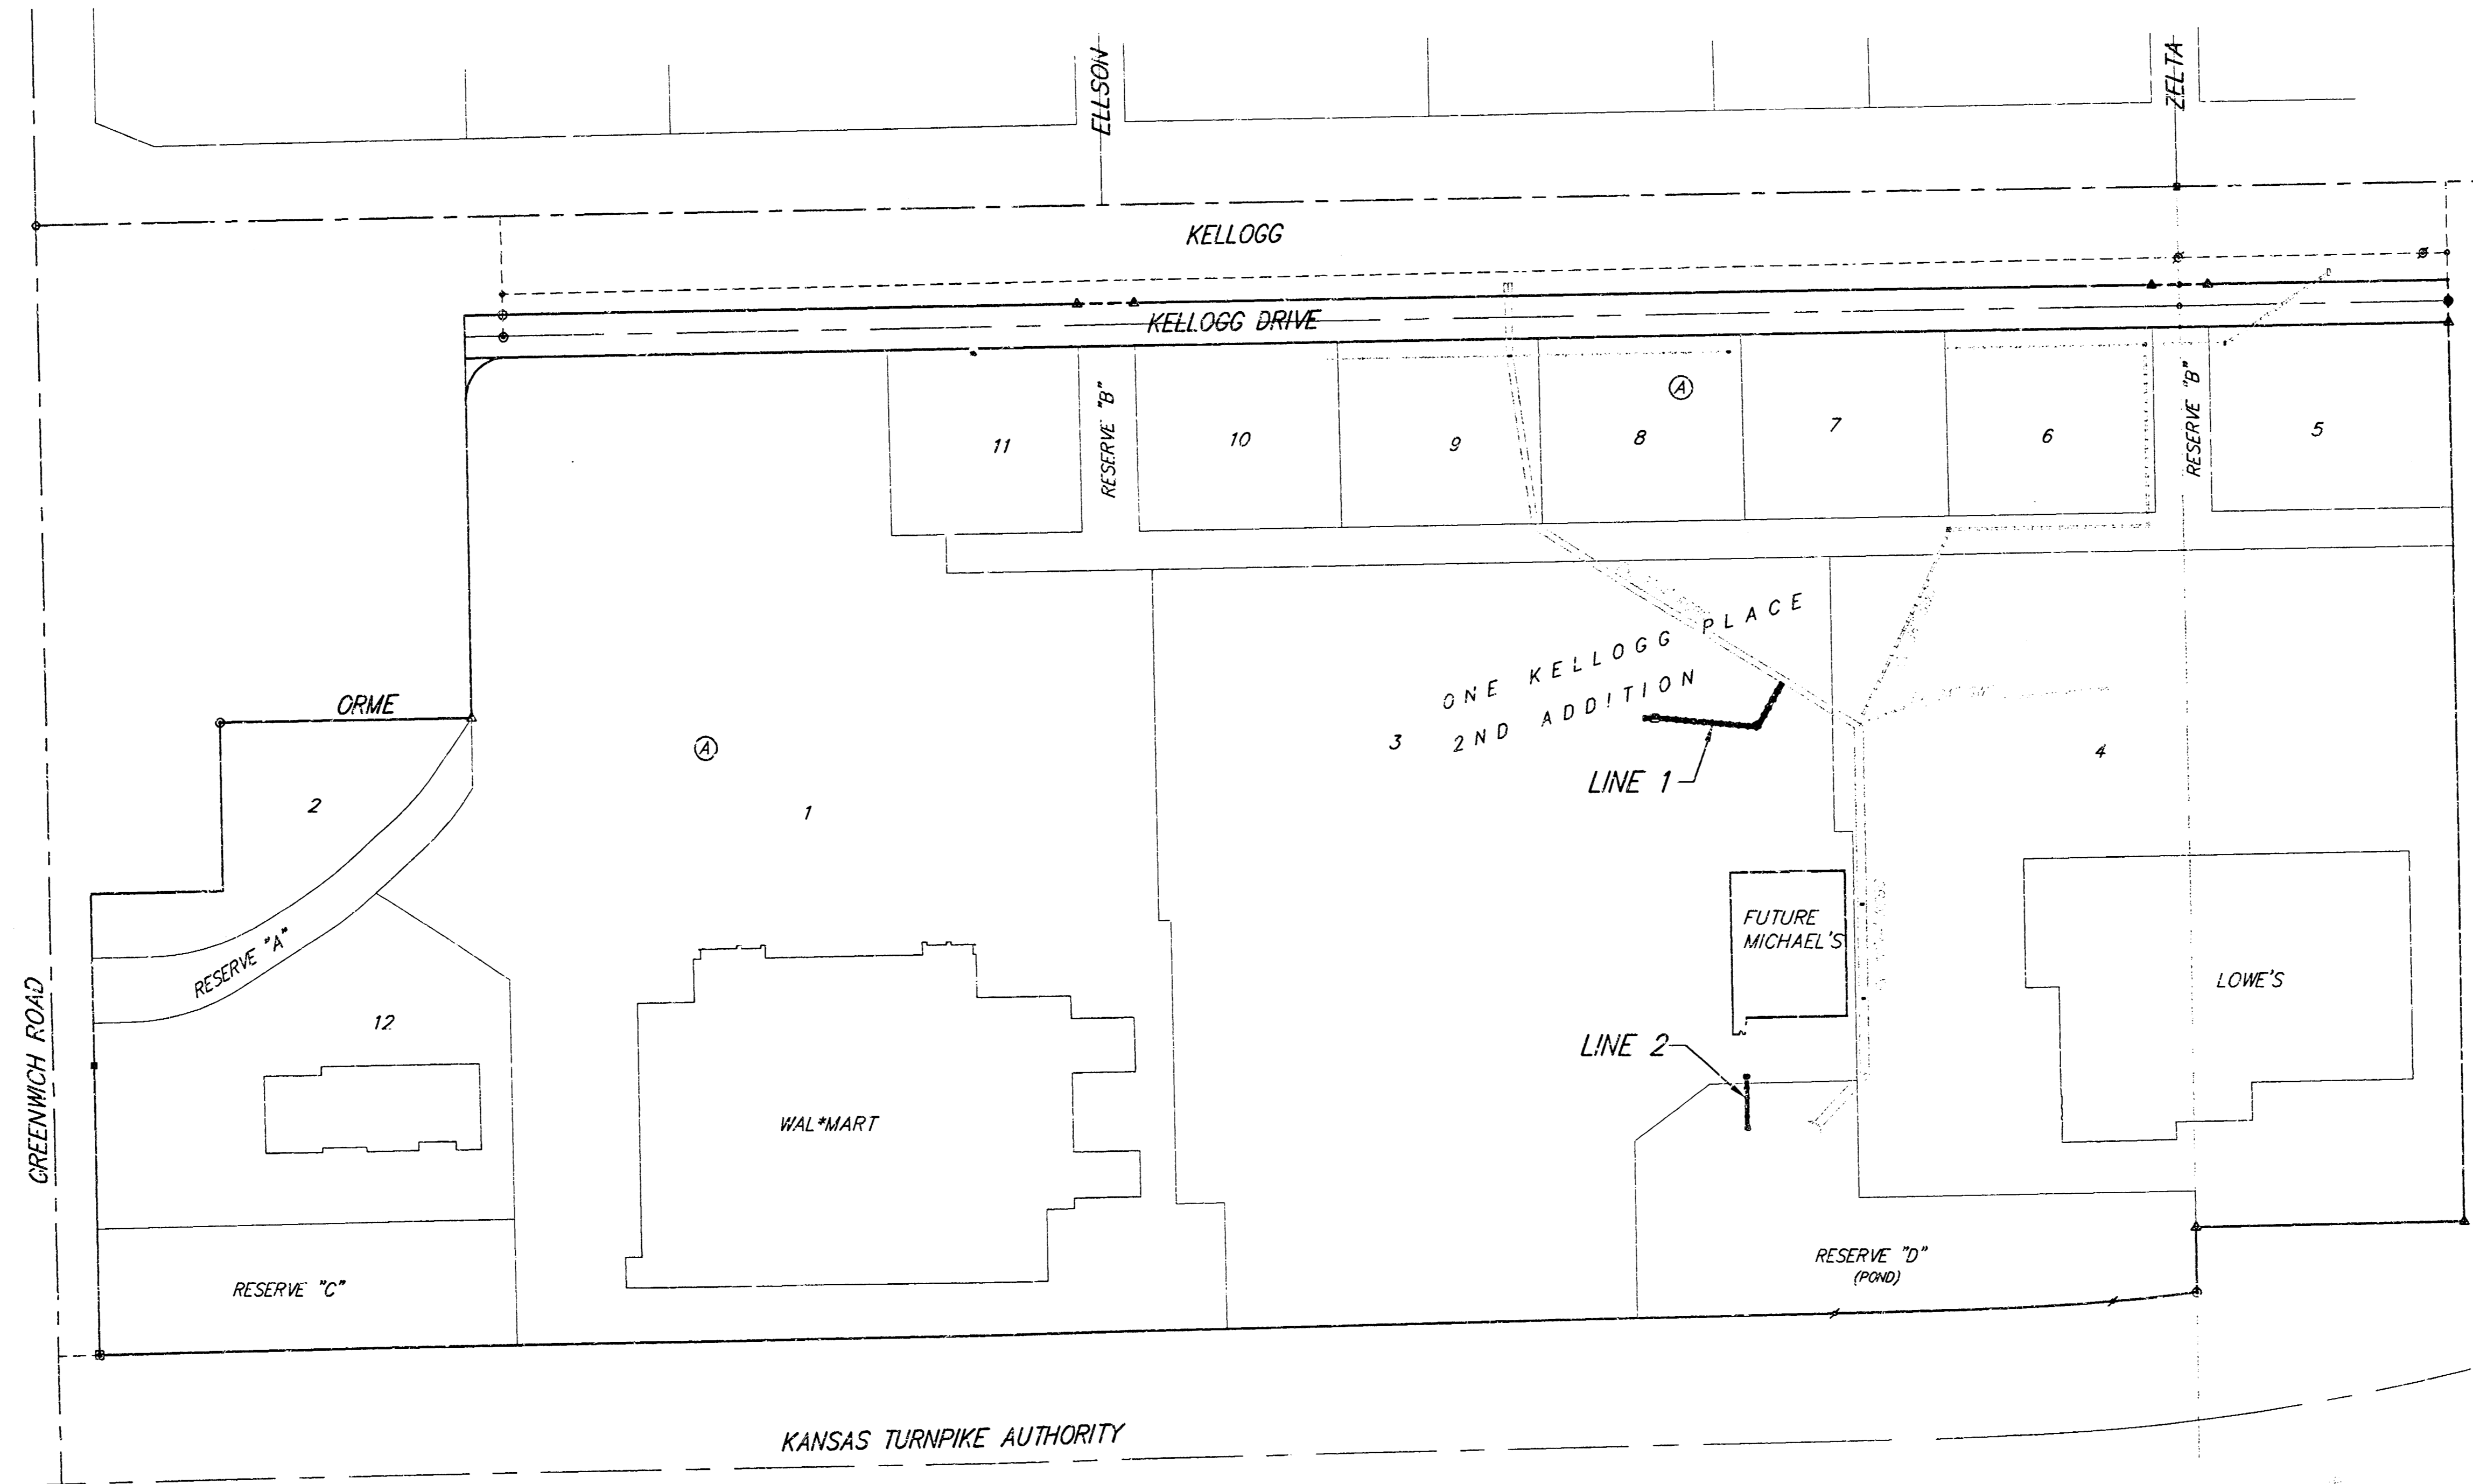 ELLSON
ZELTA
KELLOGG
KELLOGG DRIVE
11
RESERVE "B"
10
9
8
A
7
6
RESERVE "B"
5
ONE KELLOGG PLACE
2ND ADDITION
3
LINE 1
4
ORME
2
A
1
RESERVE "A"
12
GREENWICH ROAD
FUTURE
MICHAEL'S
LOWE'S
LINE 2
WAL*MART
RESERVE "C"
RESERVE "D"
(POND)
KANSAS TURNPIKE AUTHORITY